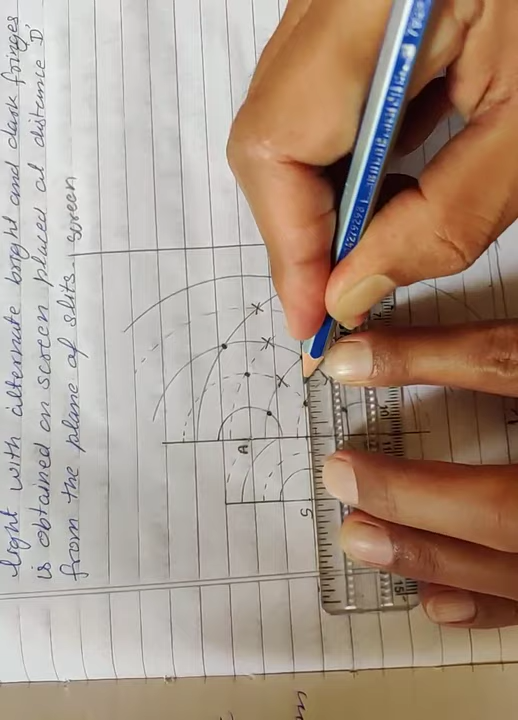 light with alternate bright and dark fringes
is obtained on screen placed at distance 'D'
from the plane of slits. screen
A
S
15